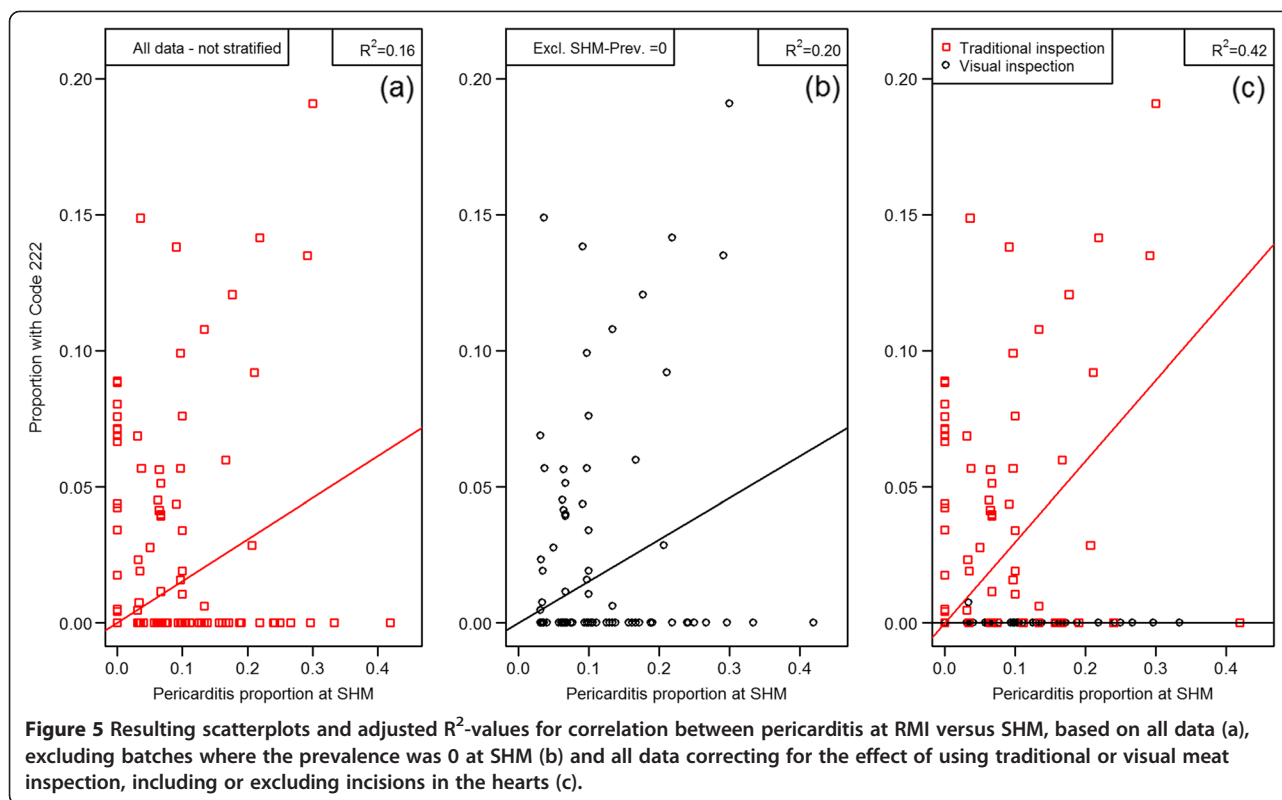 All data - not stratified
R²=0.16
(a)
Proportion with Code 222
0.20
0.15
0.10
0.05
0.00
0.0 0.1 0.2 0.3 0.4
Pericarditis proportion at SHM
Excl. SHM-Prev. =0
R²=0.20
(b)
0.20
0.15
0.10
0.05
0.00
0.0 0.1 0.2 0.3 0.4
Pericarditis proportion at SHM
Traditional inspection
Visual inspection
R²=0.42
(c)
0.20
0.15
0.10
0.05
0.00
0.0 0.1 0.2 0.3 0.4
Pericarditis proportion at SHM
Figure 5 Resulting scatterplots and adjusted R²-values for correlation between pericarditis at RMI versus SHM, based on all data (a),
excluding batches where the prevalence was 0 at SHM (b) and all data correcting for the effect of using traditional or visual meat
inspection, including or excluding incisions in the hearts (c).